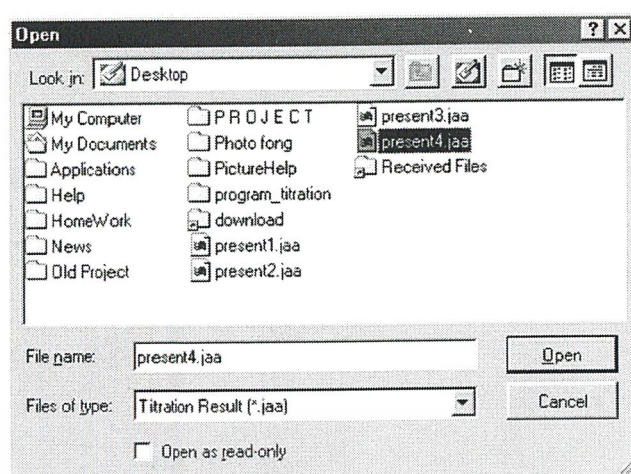 Open
Look in: Desktop
My Computer
My Documents
Applications
Help
HomeWork
News
Old Project
P R O J E C T
Photo fong
PictureHelp
program_titration
download
present1.jaa
present2.jaa
present3.jaa
present4.jaa
Received Files
File name: present4.jaa
Open
Files of type: Titration Result (*.jaa)
Cancel
Open as read-only